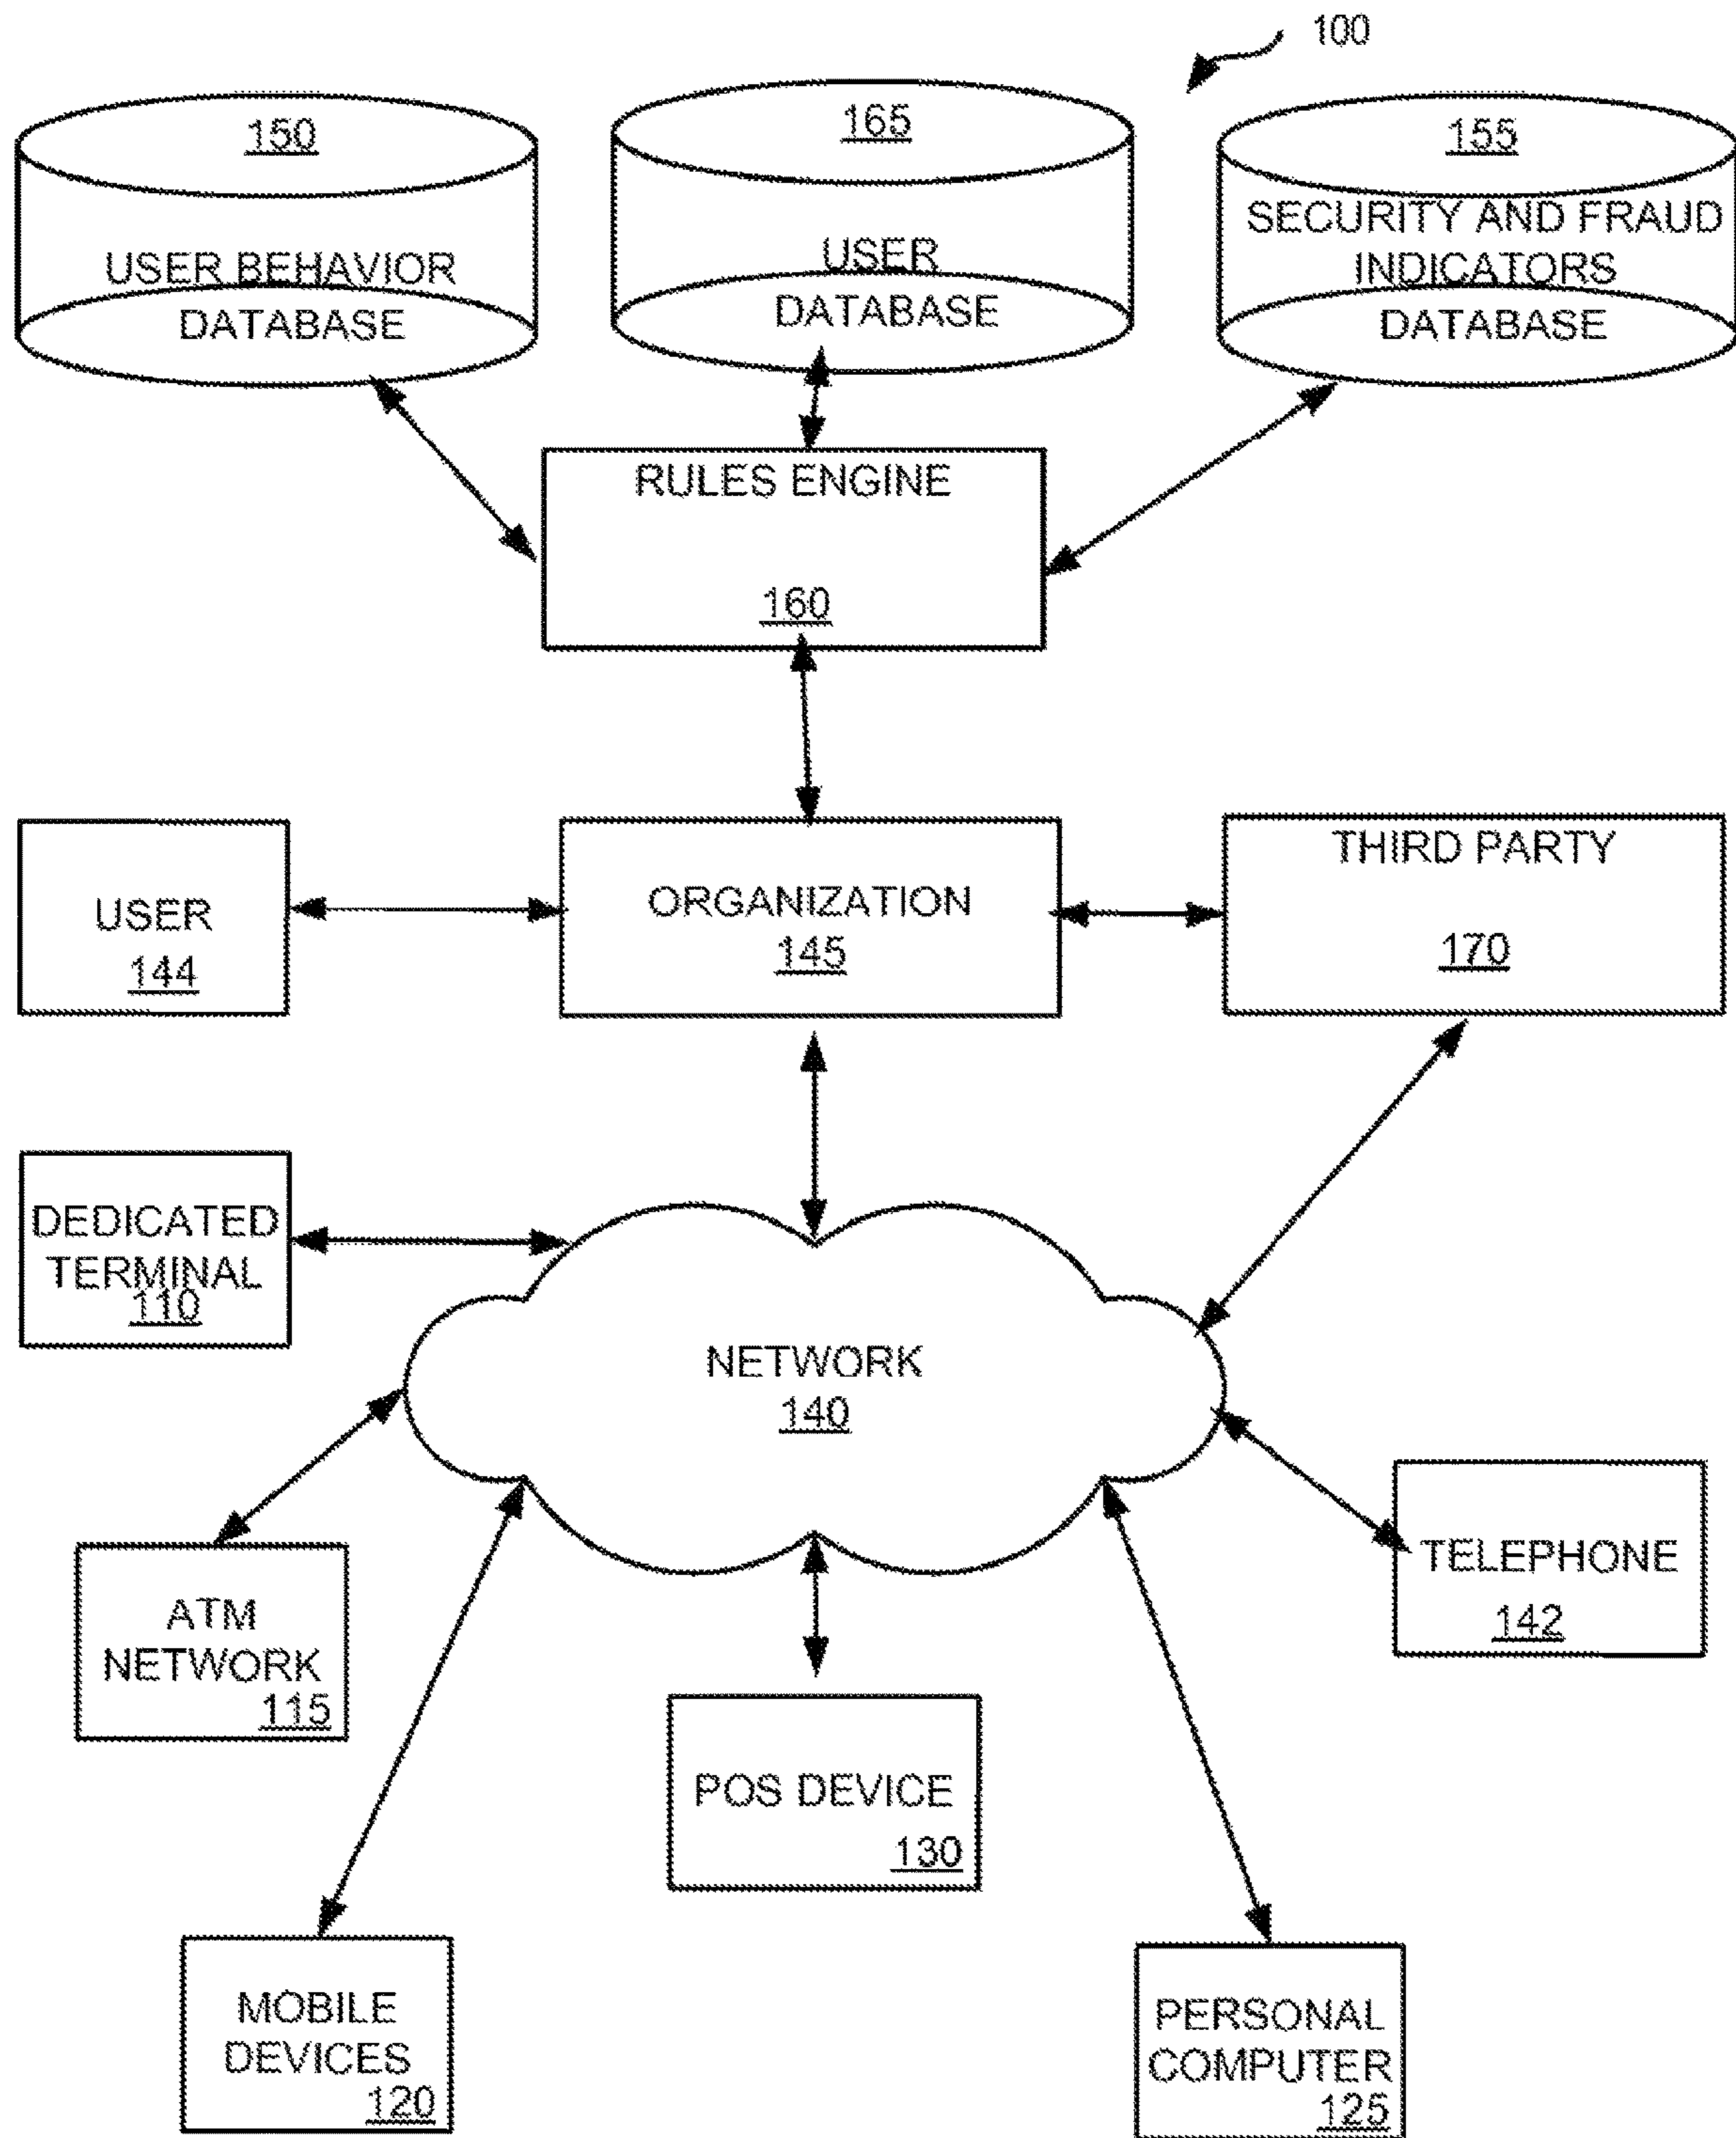 100
150
USER BEHAVIOR
DATABASE
165
USER
DATABASE
155
SECURITY AND FRAUD
INDICATORS
DATABASE
RULES ENGINE
160
USER
144
ORGANIZATION
145
THIRD PARTY
170
DEDICATED
TERMINAL
110
NETWORK
140
ATM
NETWORK
115
TELEPHONE
142
POS DEVICE
130
MOBILE
DEVICES
120
PERSONAL
COMPUTER
125